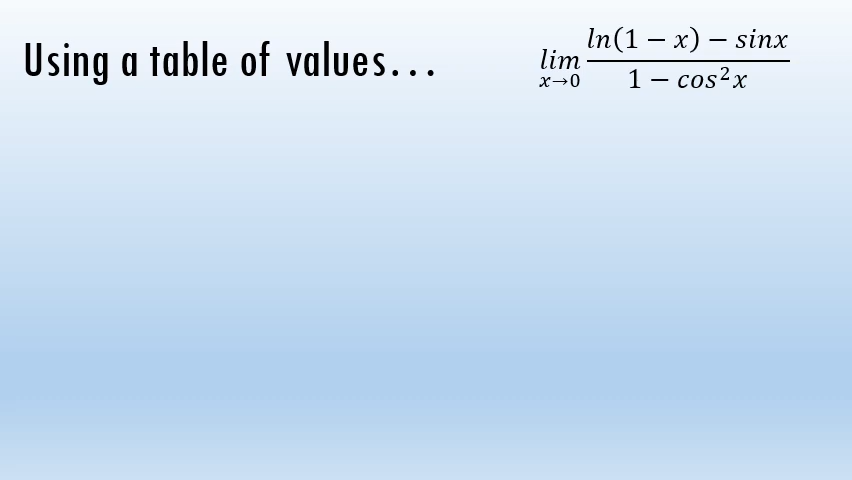 Using a table of values...
lim x→0 ln(1 − x) − sinx / 1 − cos²x